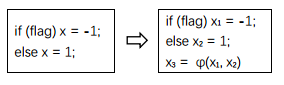 if (flag) x = -1;
else x = 1;
if (flag) x₁ = -1;
else x₂ = 1;
x₃ = φ(x₁, x₂)